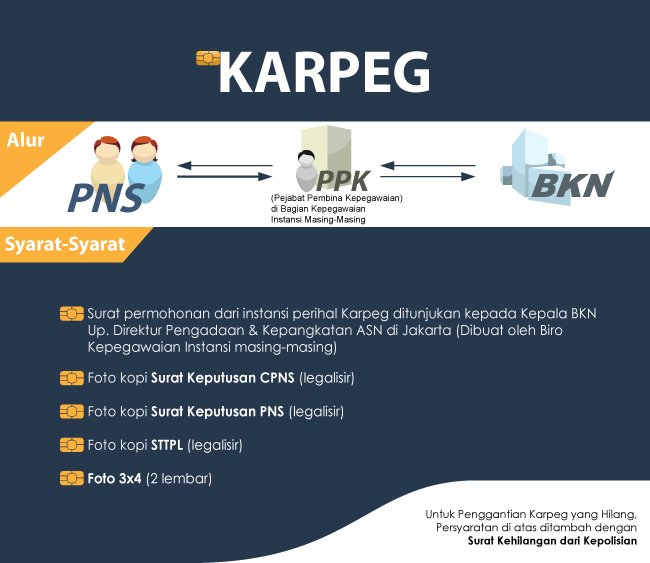 KARPEG
Alur
PNS
PPK
(Pejabat Pembina Kepegawaian)
di Bagian Kepegawaian
Instansi Masing-Masing
BKN
Syarat-Syarat
Surat permohonan dari instansi perihal Karpeg ditunjukan kepada Kepala BKN
Up. Direktur Pengadaan & Kepangkatan ASN di Jakarta (Dibuat oleh Biro
Kepegawaian Instansi masing-masing)
Foto kopi Surat Keputusan CPNS (legalisir)
Foto kopi Surat Keputusan PNS (legalisir)
Foto kopi STTPL (legalisir)
Foto 3x4 (2 lembar)
Untuk Penggantian Karpeg yang Hilang,
Persyaratan di atas ditambah dengan
Surat Kehilangan dari Kepolisian